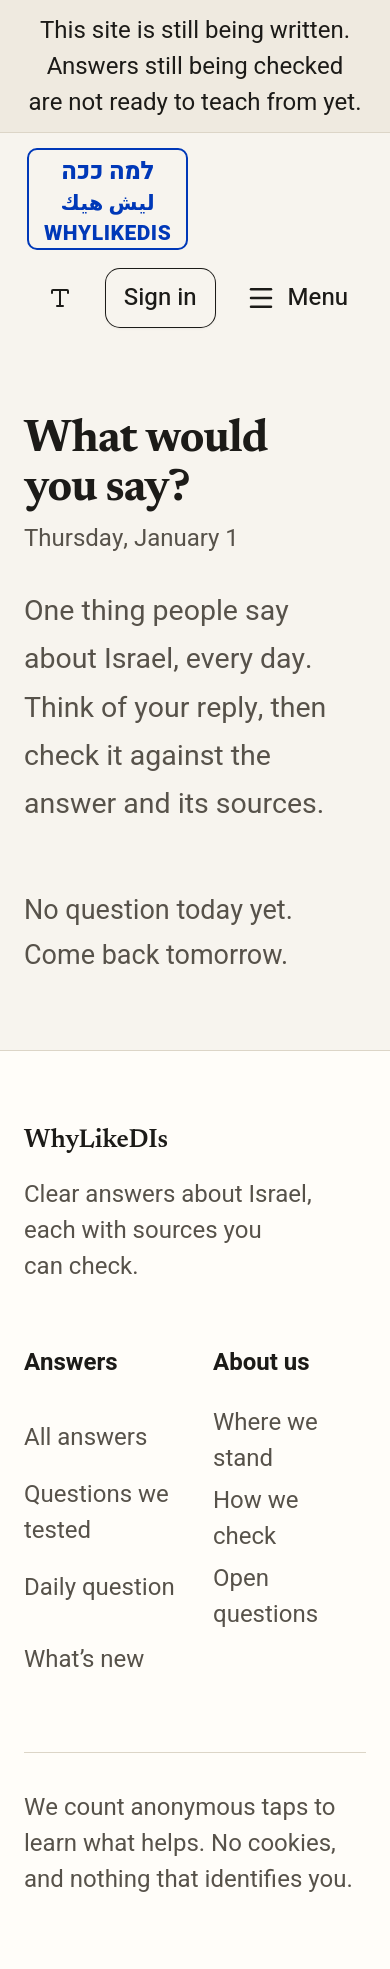 This site is still being written.
Answers still being checked
are not ready to teach from yet.
למה ככה
ليش هيك
WHYLIKEDIS
Sign in
Menu
What would
you say?
Thursday, January 1
One thing people say
about Israel, every day.
Think of your reply, then
check it against the
answer and its sources.
No question today yet.
Come back tomorrow.
WhyLikeDIs
Clear answers about Israel,
each with sources you
can check.
Answers
All answers
Questions we
tested
Daily question
What’s new
About us
Where we
stand
How we
check
Open
questions
We count anonymous taps to
learn what helps. No cookies,
and nothing that identifies you.